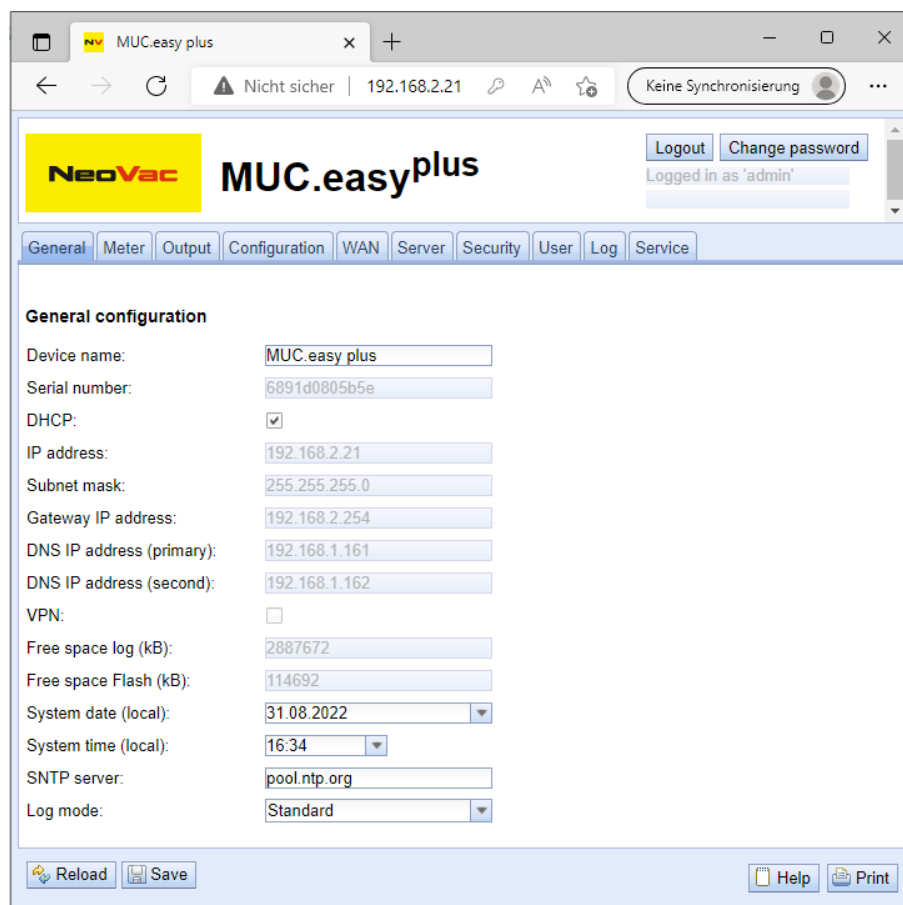 NV MUC.easy plus
Nicht sicher | 192.168.2.21 Keine Synchronisierung
NeoVac MUC.easyplus
Logout Change password
Logged in as 'admin'
General Meter Output Configuration WAN Server Security User Log Service
General configuration
Device name: MUC.easy plus
Serial number: 6891d0805b5e
DHCP:
IP address: 192.168.2.21
Subnet mask: 255.255.255.0
Gateway IP address: 192.168.2.254
DNS IP address (primary): 192.168.1.161
DNS IP address (second): 192.168.1.162
VPN:
Free space log (kB): 2887672
Free space Flash (kB): 114692
System date (local): 31.08.2022
System time (local): 16:34
SNTP server: pool.ntp.org
Log mode: Standard
Reload Save Help Print